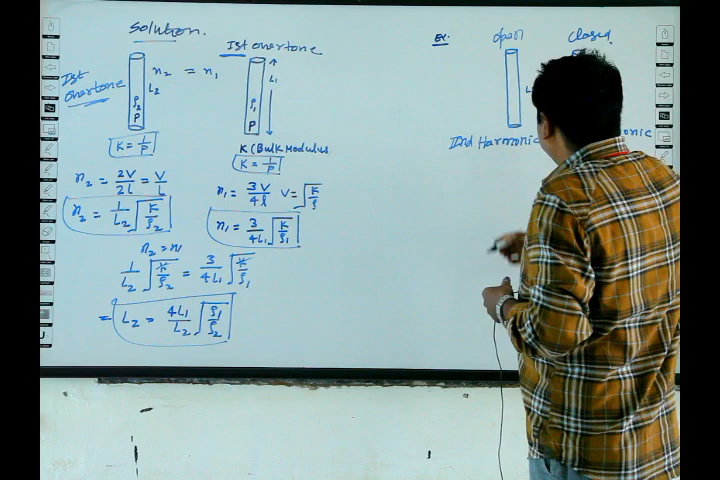 Solution.
Ist overtone
Ist overtone
n₂ = n₁
L₂
L₁
ρ₂
P
ρ₁
P
K = 1/P
K (Bulk Modulus
K = 1/P
n₂ = 2V/2l = V/L
n₁ = 3V/4l V = √(K/ρ)
n₂ = 1/L₂ √(K/ρ₂)
n₁ = 3/4L₁ √(K/ρ₁)
n₂ = n₁
1/L₂ √(K/ρ₂) = 3/4L₁ √(K/ρ₁)
= L₂ = 4L₁/L₂ √(ρ₁/ρ₂)
Ex.
open
closed
L
IInd Harmonic